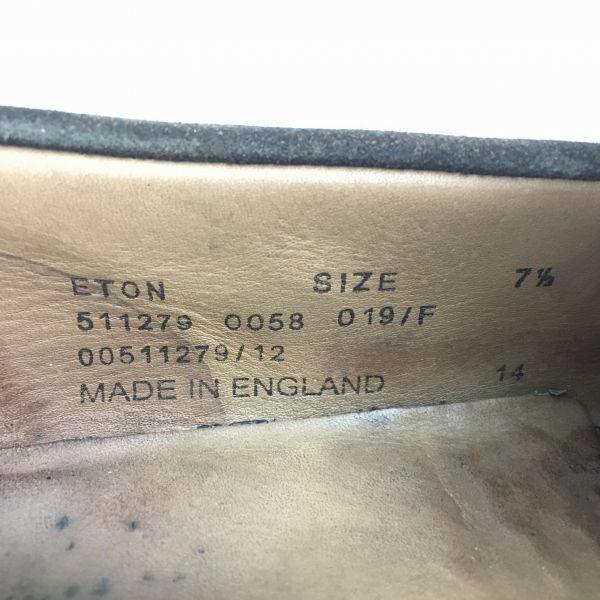 ETON SIZE 7½
511279 0058 019/F
00511279/12
MADE IN ENGLAND 14